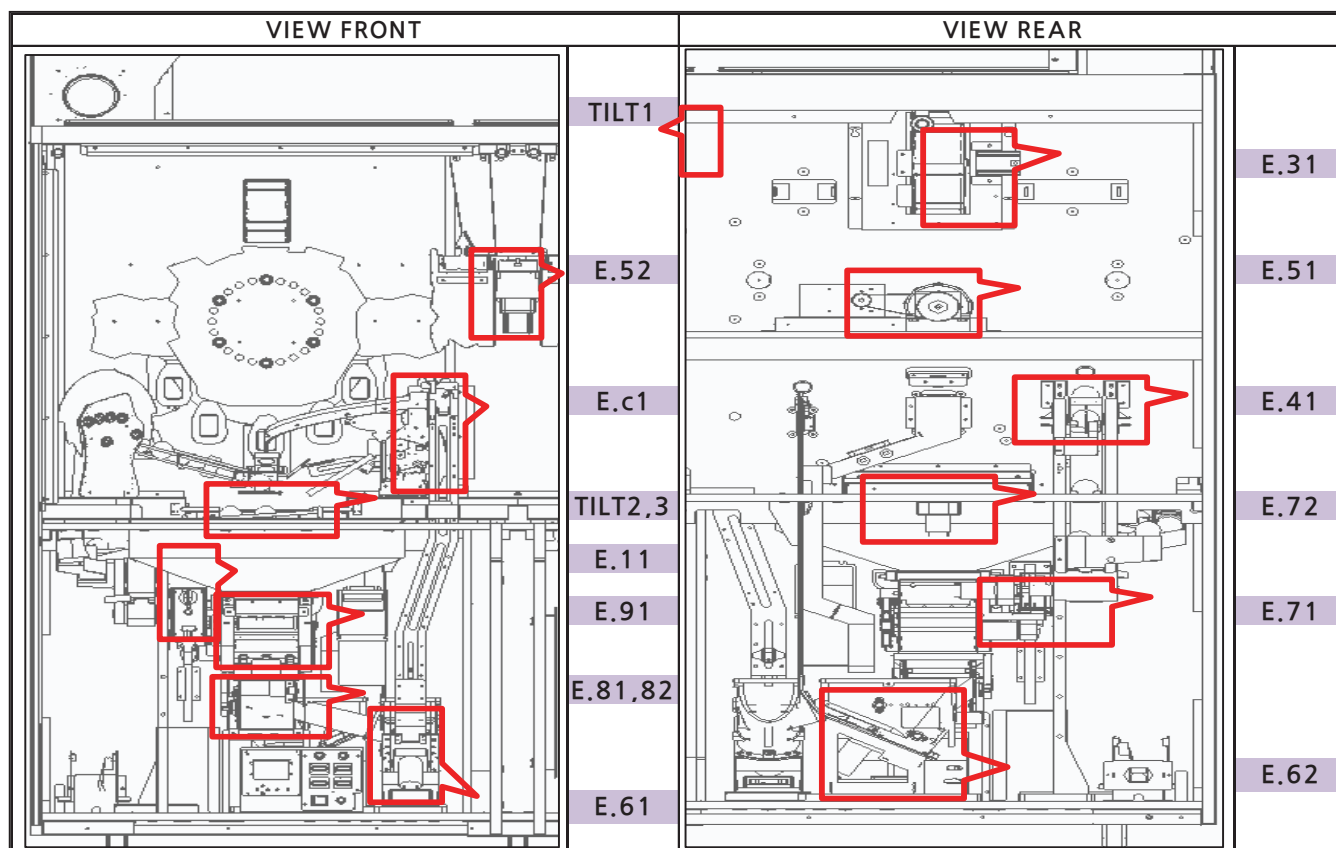 VIEW FRONT
VIEW REAR
TILT1
E.52
E.c1
TILT2,3
E.11
E.91
E.81,82
E.61
E.31
E.51
E.41
E.72
E.71
E.62